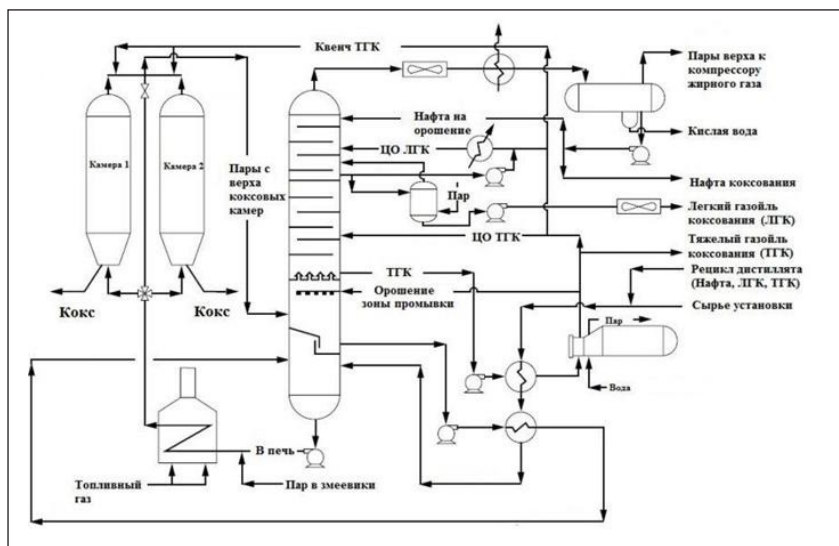 Квенч ТГК
Пары верха к
компрессору
жирного газа
Нафта на
орошение
Кислая вода
Камера 1
Камера 2
Пары с
верха
коксовых
камер
ЦО ЛГК
Пар
Нафта коксования
Легкий газойль
коксования (ЛГК)
ЦО ТГК
Тяжелый газойль
коксования (ТГК)
ТГК
Рецикл дистиллята
(Нафта, ЛГК, ТГК)
Орошение
зоны промывки
Сырье установки
Кокс
Кокс
Пар
Вода
В печь
Топливный
газ
Пар в змеевики